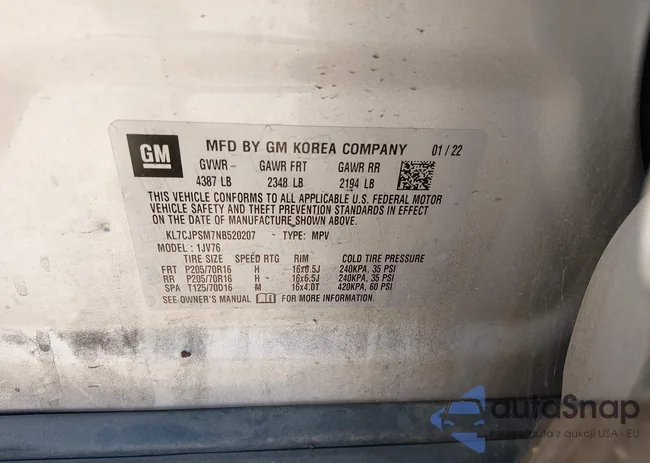 GM
MFD BY GM KOREA COMPANY 01 / 22
GVWR GAWR FRT GAWR RR
4387 LB 2348 LB 2194 LB
THIS VEHICLE CONFORMS TO ALL APPLICABLE U.S. FEDERAL MOTOR
VEHICLE SAFETY AND THEFT PREVENTION STANDARDS IN EFFECT
ON THE DATE OF MANUFACTURE SHOWN ABOVE.
KL7CJPSM7NB520207 TYPE: MPV
MODEL: 1JV76
TIRE SIZE SPEED RTG RIM COLD TIRE PRESSURE
FRT P205/70R16 H 16x6.5J 240KPA, 35 PSI
RR P205/70R16 H 16x6.5J 240KPA, 35 PSI
SPA T125/70D16 M 16x4.0T 420KPA, 60 PSI
SEE OWNER'S MANUAL FOR MORE INFORMATION.
autoSnap
auta z aukcji USA i EU